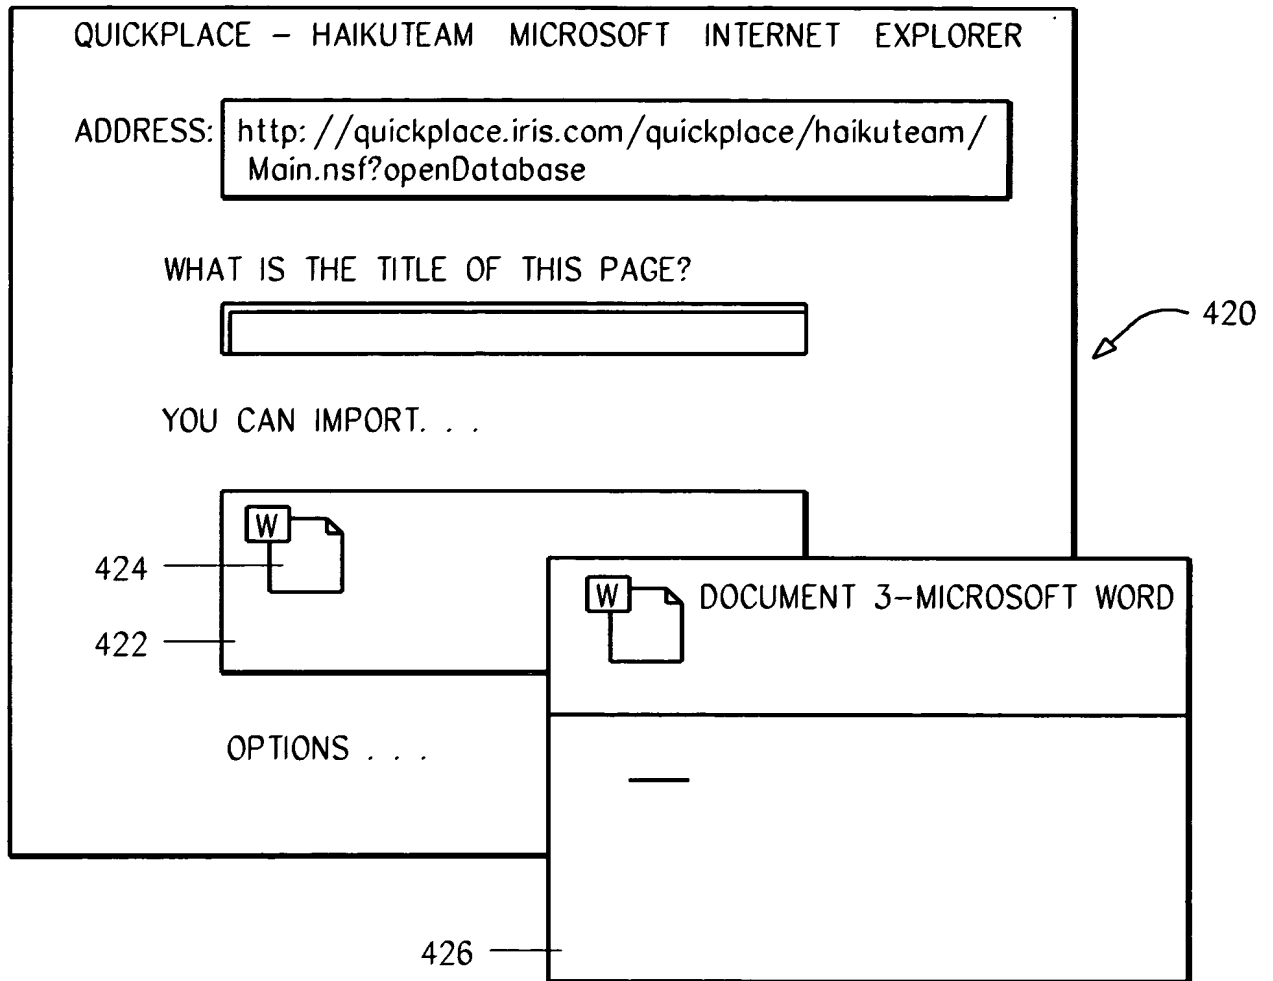 QUICKPLACE – HAIKUTEAM MICROSOFT INTERNET EXPLORER
ADDRESS: http://quickplace.iris.com/quickplace/haikuteam/
Main.nsf?openDatabase
WHAT IS THE TITLE OF THIS PAGE?
420
YOU CAN IMPORT. . .
W
424
W DOCUMENT 3–MICROSOFT WORD
422
OPTIONS . . .
426